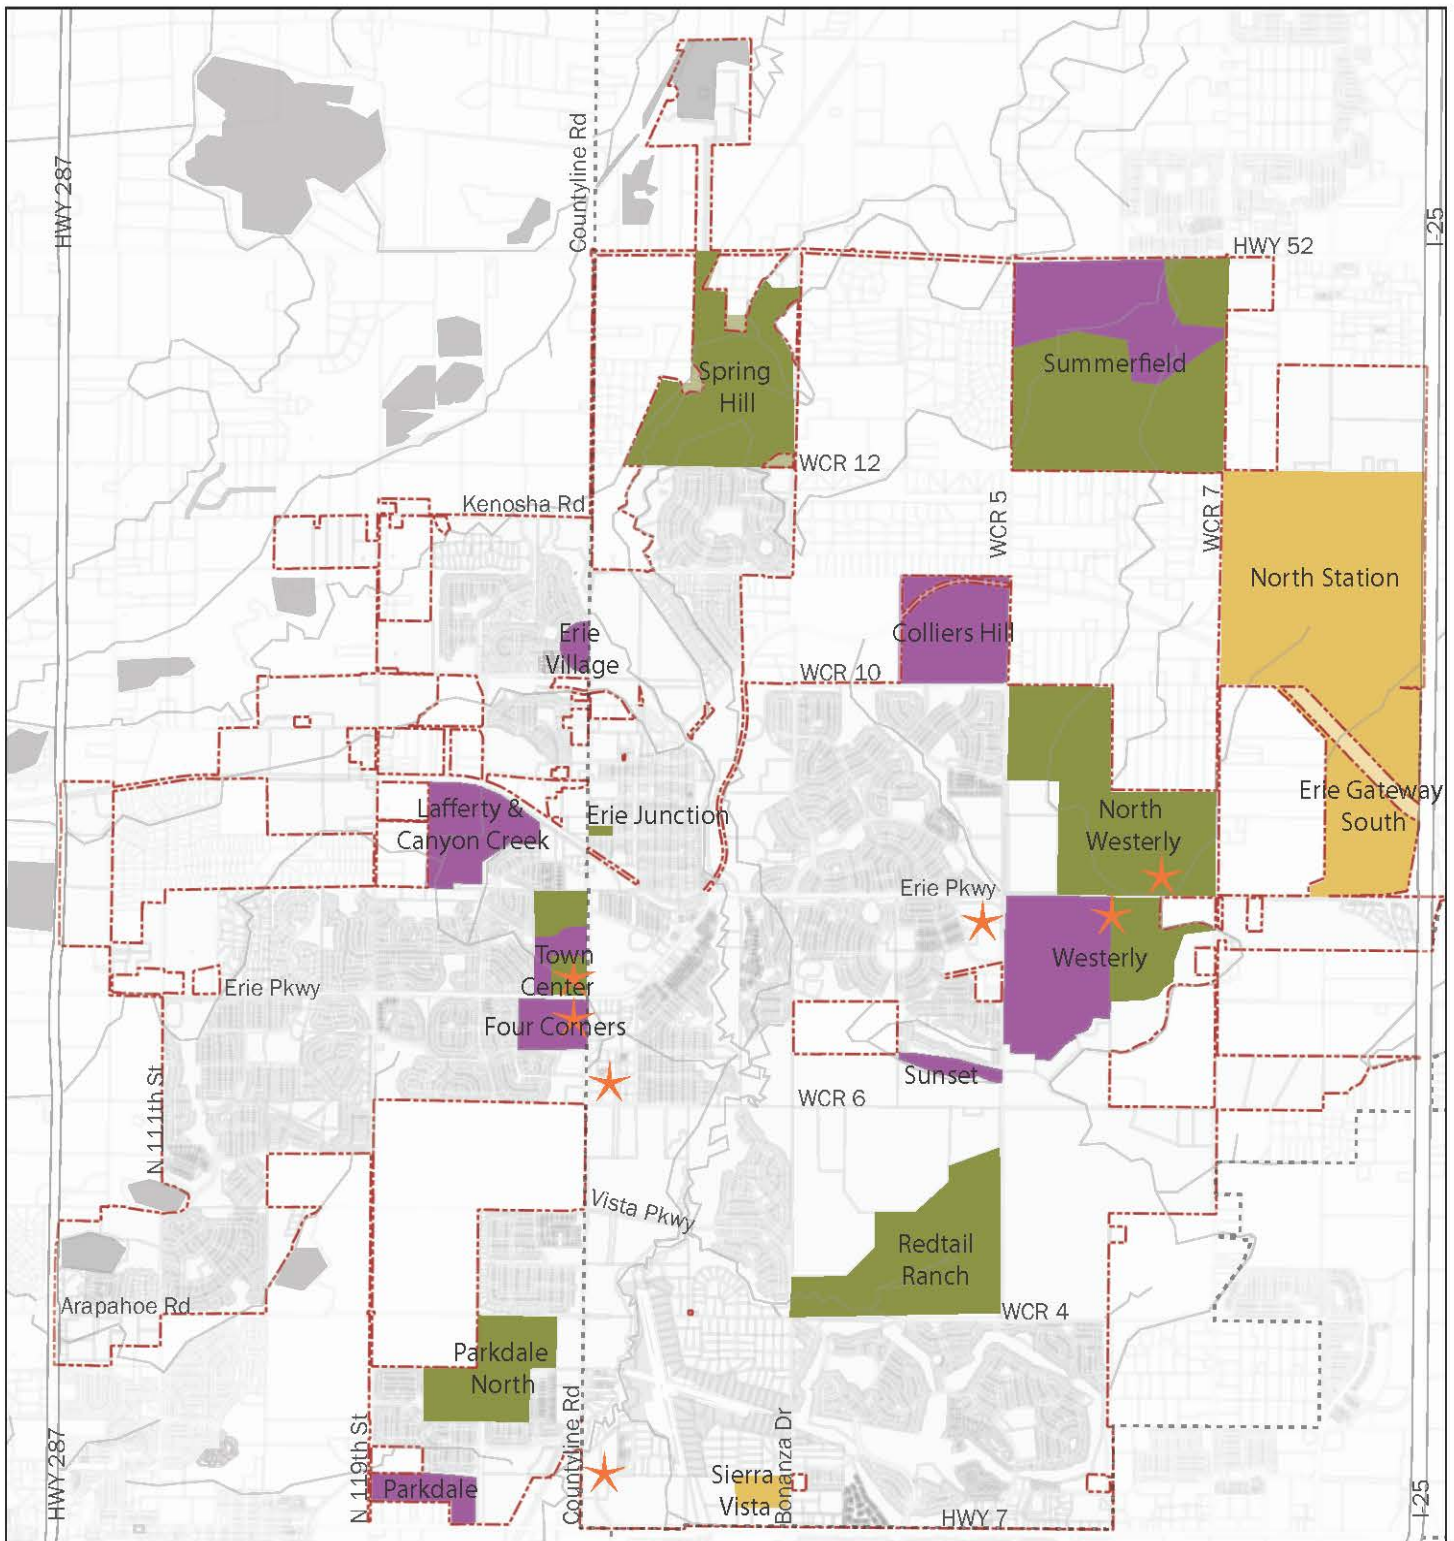 HWY 287
Countyline Rd
I-25
HWY 52
Summerfield
Spring
Hill
WCR 12
Kenosha Rd
WCR 5
WCR 7
North Station
Erie
Village
Colliers Hill
WCR 10
Lafferty &
Canyon Creek
Erie Junction
North
Westerly
Erie Gateway
South
Erie Pkwy
Town
Center
Westerly
Erie Pkwy
Four Corners
Sunset
WCR 6
N 111th St
Vista Pkwy
Redtail
Ranch
Arapahoe Rd
WCR 4
Parkdale
North
N 119th St
Countyline Rd
Bonanza Dr
HWY 287
Parkdale
Sierra
Vista
HWY 7
I-25